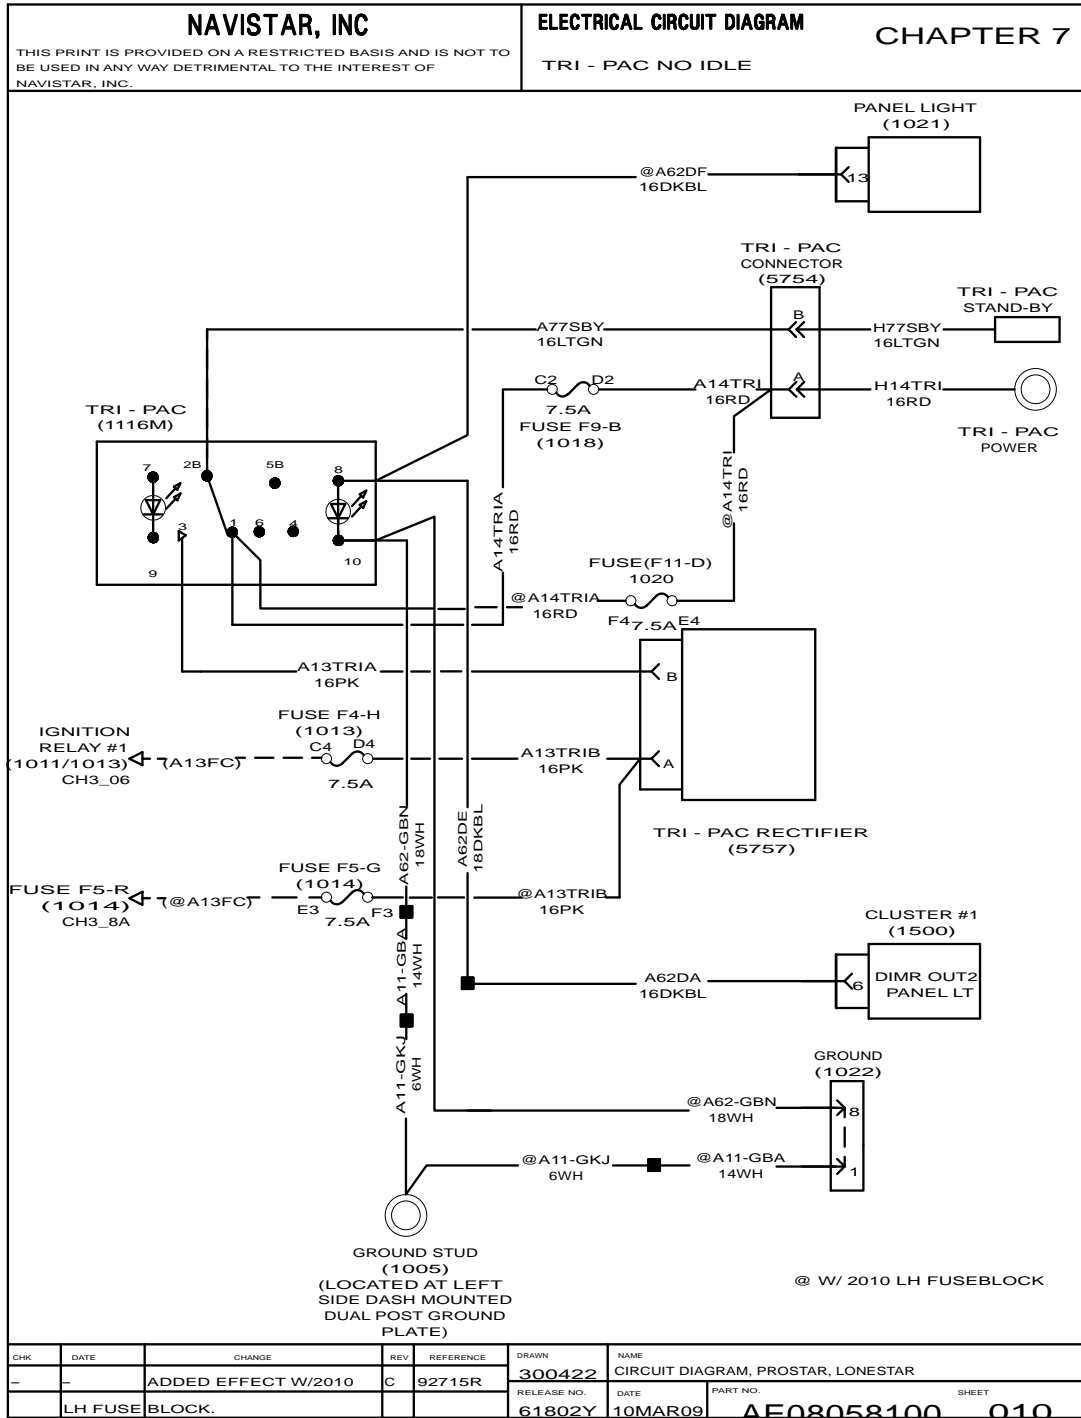 NAVISTAR, INC
THIS PRINT IS PROVIDED ON A RESTRICTED BASIS AND IS NOT TO
BE USED IN ANY WAY DETRIMENTAL TO THE INTEREST OF
NAVISTAR, INC.
ELECTRICAL CIRCUIT DIAGRAM
TRI - PAC NO IDLE
CHAPTER 7
PANEL LIGHT
(1021)
@A62DF
16DKBL
13
TRI - PAC
CONNECTOR
(5754)
TRI - PAC
STAND-BY
B
A77SBY
16LTGN
H77SBY
16LTGN
C2
D2
7.5A
FUSE F9-B
(1018)
A14TRI
16RD
A
H14TRI
16RD
TRI - PAC
POWER
TRI - PAC
(1116M)
7
2B
5B
8
3
1
6
4
9
10
A14TRIA
16RD
@A14TRI
16RD
FUSE(F11-D)
1020
@A14TRIA
16RD
F4
7.5A
E4
A13TRIA
16PK
B
FUSE F4-H
(1013)
C4
D4
7.5A
IGNITION
RELAY #1
(1011/1013)
CH3_06
(A13FC)
A13TRIB
16PK
A
TRI - PAC RECTIFIER
(5757)
A62-GBN
18WH
A62DE
18DKBL
FUSE F5-G
(1014)
E3
F3
7.5A
FUSE F5-R
(1014)
CH3_8A
(@A13FC)
@A13TRIB
16PK
A11-GBA
14WH
CLUSTER #1
(1500)
A62DA
16DKBL
6
DIMR OUT2
PANEL LT
A11-GKJ
6WH
GROUND
(1022)
@A62-GBN
18WH
8
@A11-GKJ
6WH
@A11-GBA
14WH
1
GROUND STUD
(1005)
(LOCATED AT LEFT
SIDE DASH MOUNTED
DUAL POST GROUND
PLATE)
@ W/ 2010 LH FUSEBLOCK
CHK DATE CHANGE REV REFERENCE
– – ADDED EFFECT W/2010 C 92715R
LH FUSE BLOCK.
DRAWN
300422
NAME
CIRCUIT DIAGRAM, PROSTAR, LONESTAR
RELEASE NO.
61802Y
DATE
10MAR09
PART NO.
AE08058100
SHEET
010